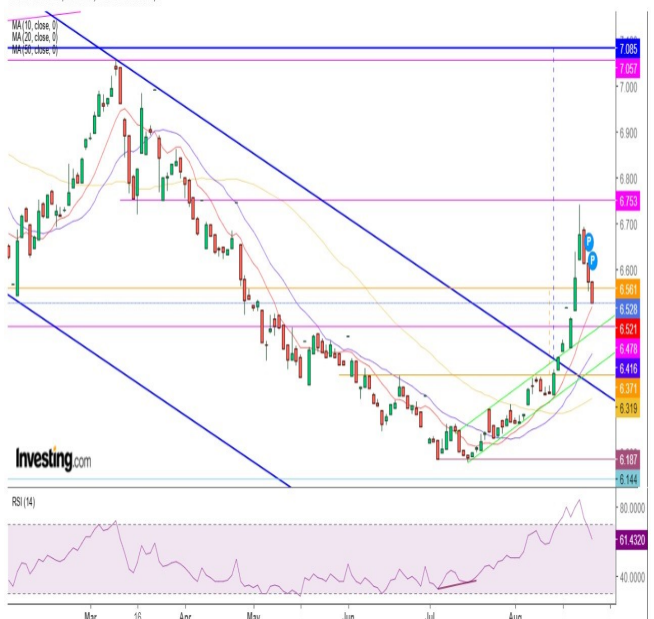 MA (10, close, 0)
MA (20, close, 0)
MA (50, close, 0)
7.085
7.057
7.000
6.900
6.800
6.753
6.700
6.600
6.561
6.528
6.521
6.478
6.416
6.371
6.319
6.187
6.144
P
P
Investing.com
RSI (14)
80.0000
61.4320
40.0000
Mar 16 Apr May Jun Jul Aug